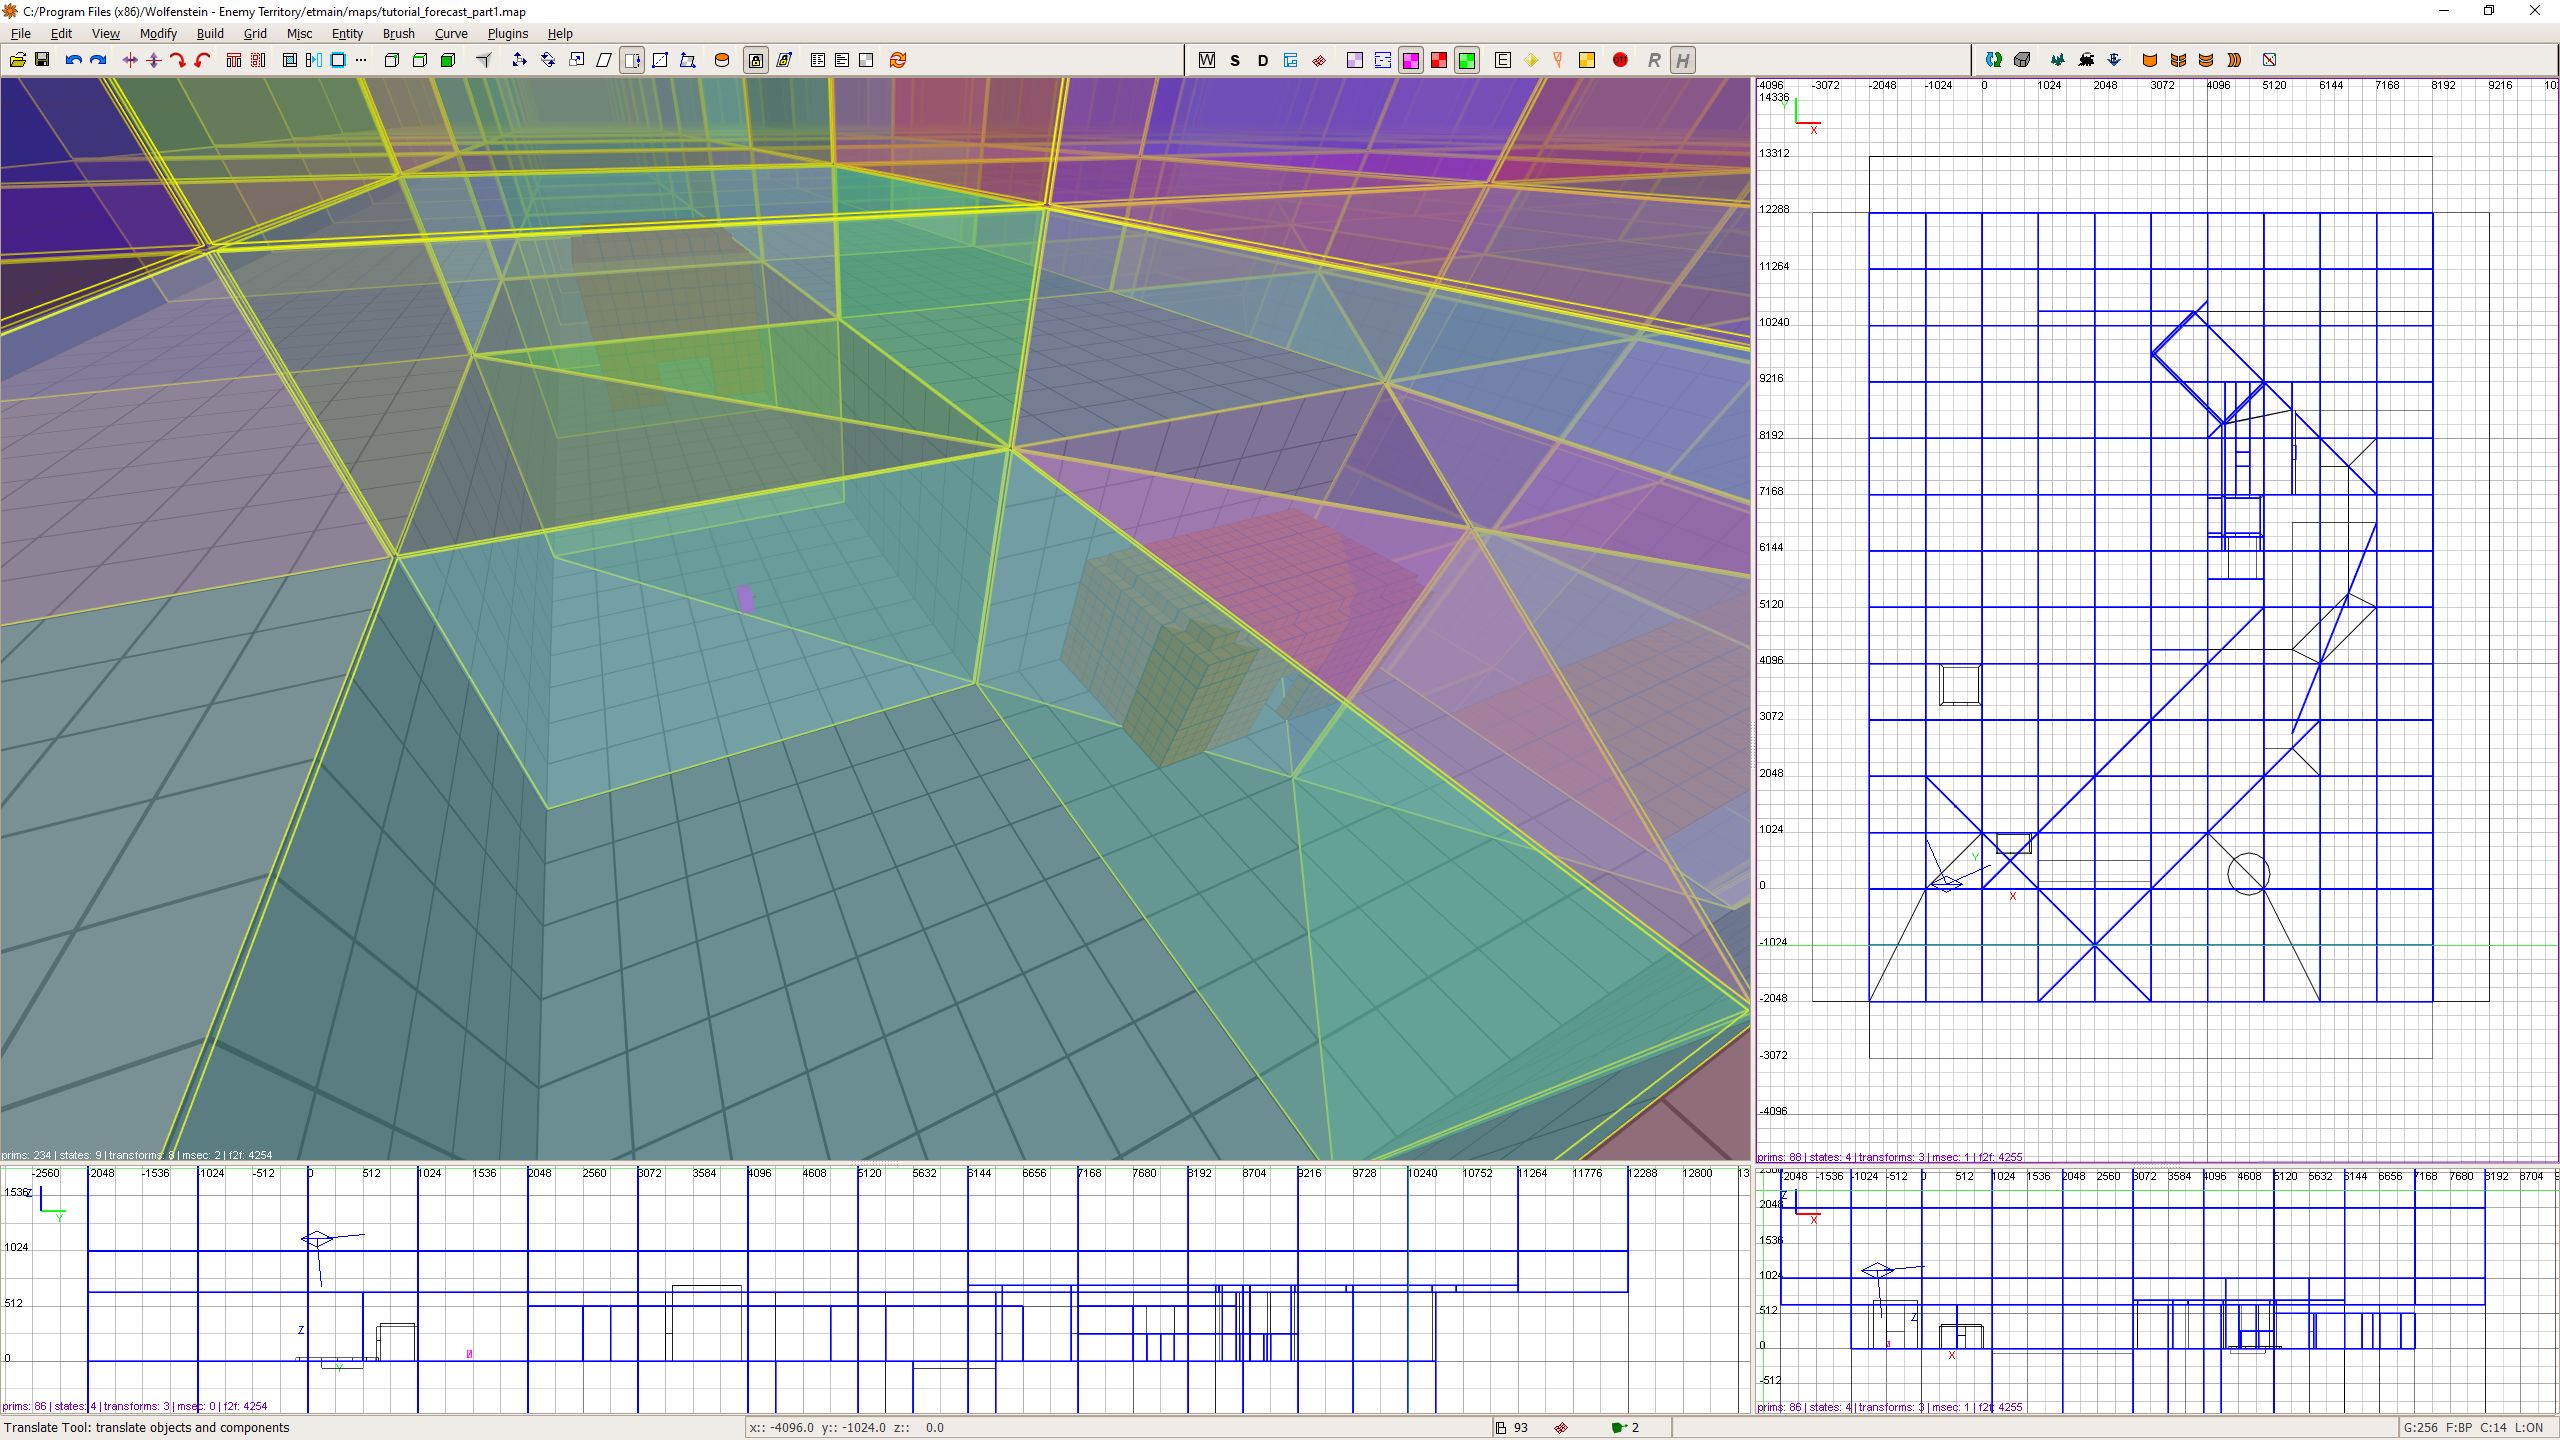 C:/Program Files (x86)/Wolfenstein - Enemy Territory/etmain/maps/tutorial_forecast_part1.map
File Edit View Modify Build Grid Misc Entity Brush Curve Plugins Help
W S D E Off R H
-4096 -3072 -2048 -1024 0 1024 2048 3072 4096 5120 6144 7168 8192 9216
14336
Y
X
13312
12288
11264
10240
9216
8192
7168
6144
5120
4096
3072
2048
1024
Y
0
X
-1024
-2048
-3072
-4096
prims: 234 | states: 9 | transforms: 8 | msec: 2 | f2f: 4254
prims: 88 | states: 4 | transforms: 3 | msec: 1 | f2f: 4255
-2560 -2048 -1536 -1024 -512 0 512 1024 1536 2048 2560 3072 3584 4096 4608 5120 5632 6144 6656 7168 7680 8192 8704 9216 9728 10240 10752 11264 11776 12288 12800
1536 Z
Y
1024
512
Z
0
Y
prims: 86 | states: 4 | transforms: 3 | msec: 0 | f2f: 4254
-2048 -1536 -1024 -512 0 512 1024 1536 2048 2560 3072 3584 4096 4608 5120 5632 6144 6656 7168 7680 8192 8704
Z
2048
X
1536
1024
512
Z
0
X
-512
prims: 86 | states: 4 | transforms: 3 | msec: 1 | f2f: 4255
Translate Tool: translate objects and components
x:: -4096.0 y:: -1024.0 z:: 0.0
93
2
G:256 F:BP C:14 L:ON